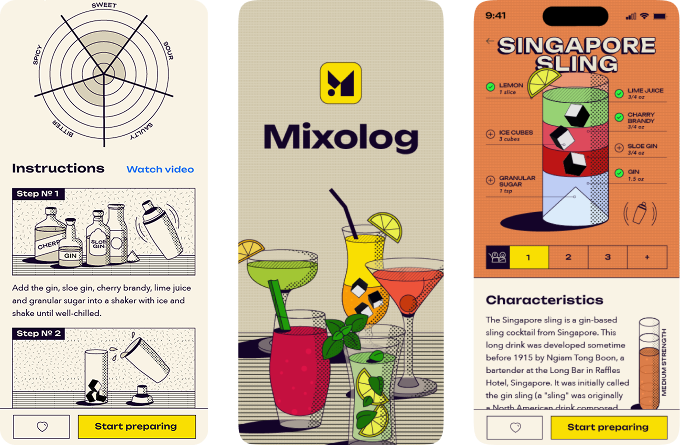 SWEET
SPICY
SOUR
BITTER
SAULTY
Instructions
Watch video
Step Nº 1
CHERRY
GIN
SLOE
GIN
Add the gin, sloe gin, cherry brandy, lime juice
and granular sugar into a shaker with ice and
shake until well-chilled.
Step Nº 2
Start preparing
Mixolog
9:41
SINGAPORE
SLING
LEMON
1 slice
ICE CUBES
3 cubes
GRANULAR
SUGAR
1 tsp
LIME JUICE
3/4 oz
CHARRY
BRANDY
3/4 oz
SLOE GIN
3/4 oz
GIN
1.5 oz
1
2
3
4
+
Characteristics
The Singapore sling is a gin-based
sling cocktail from Singapore. This
long drink was developed sometime
before 1915 by Ngiam Tong Boon, a
bartender at the Long Bar in Raffles
Hotel, Singapore. It was initially called
the gin sling (a "sling" was originally
a North American drink composed
MEDIUM STRENGTH
Start preparing